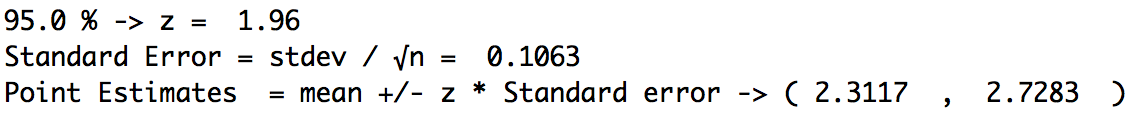 95.0 % -> z =  1.96
Standard Error = stdev / √n =  0.1063
Point Estimates  = mean +/- z * Standard error -> ( 2.3117  ,  2.7283  )